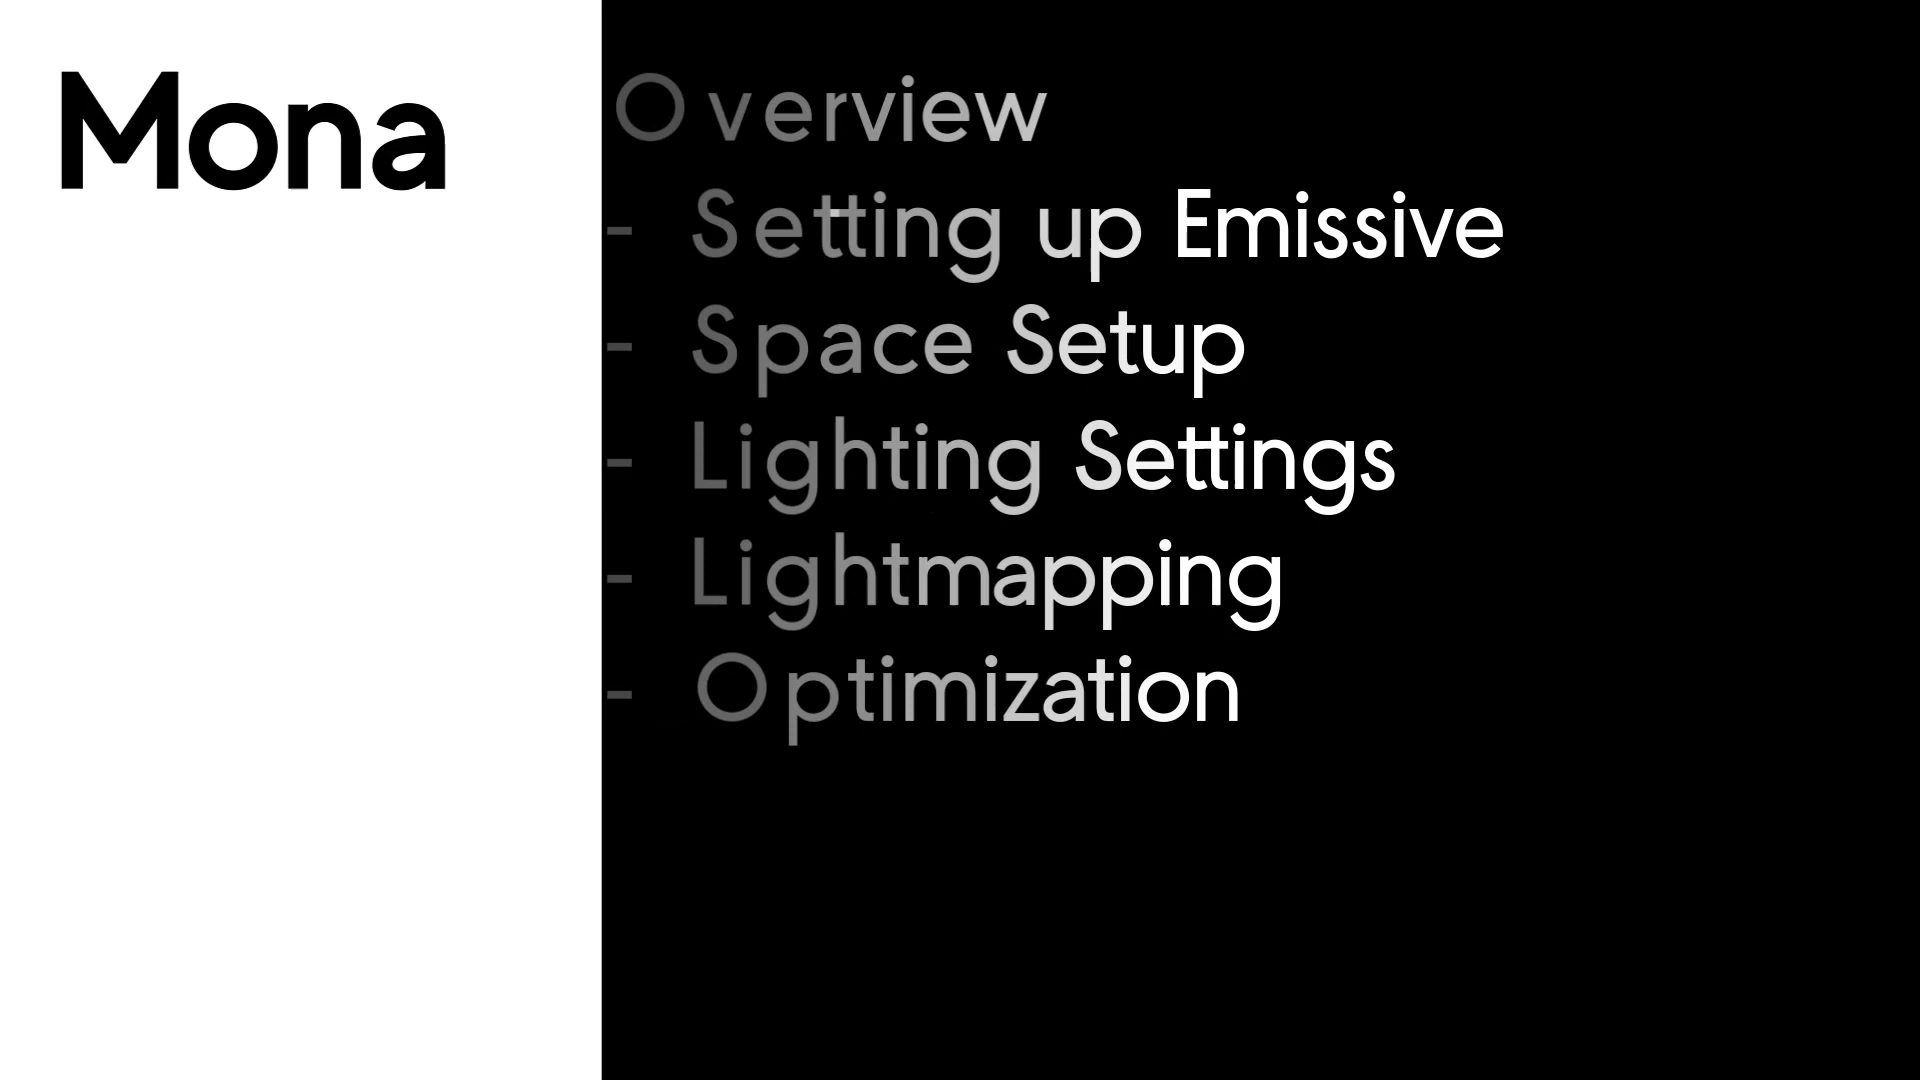 Mona
Overview
- Setting up Emissive
- Space Setup
- Lighting Settings
- Lightmapping
- Optimization